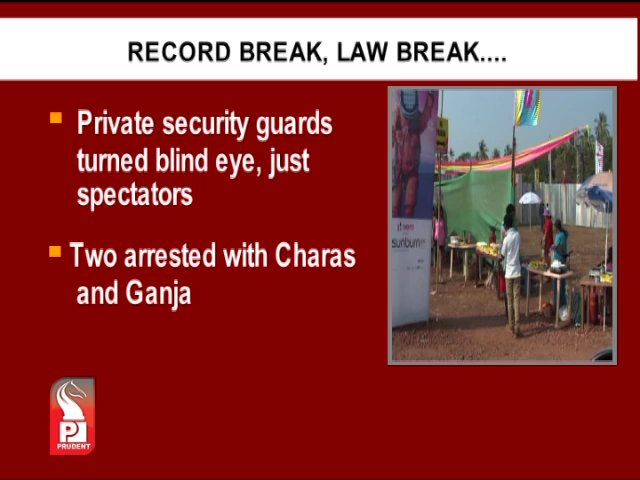 RECORD BREAK, LAW BREAK....
Private security guards
turned blind eye, just
spectators
Two arrested with Charas
and Ganja
sunburn
PRUDENT